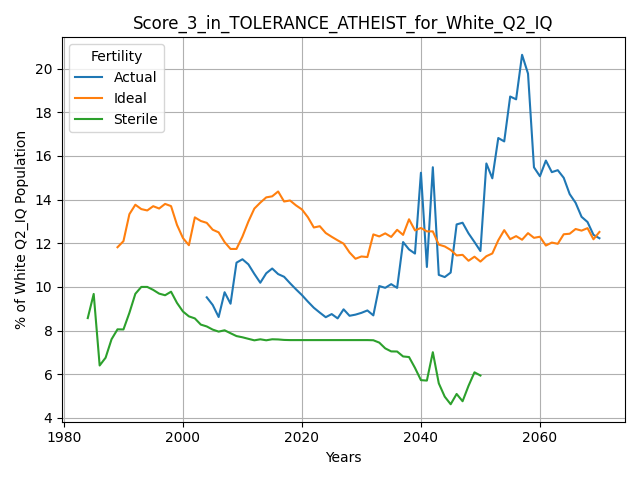 Score_3_in_TOLERANCE_ATHEIST_for_White_Q2_IQ
Fertility
Actual
Ideal
Sterile
% of White Q2_IQ Population
20
18
16
14
12
10
8
6
4
1980
2000
2020
2040
2060
Years